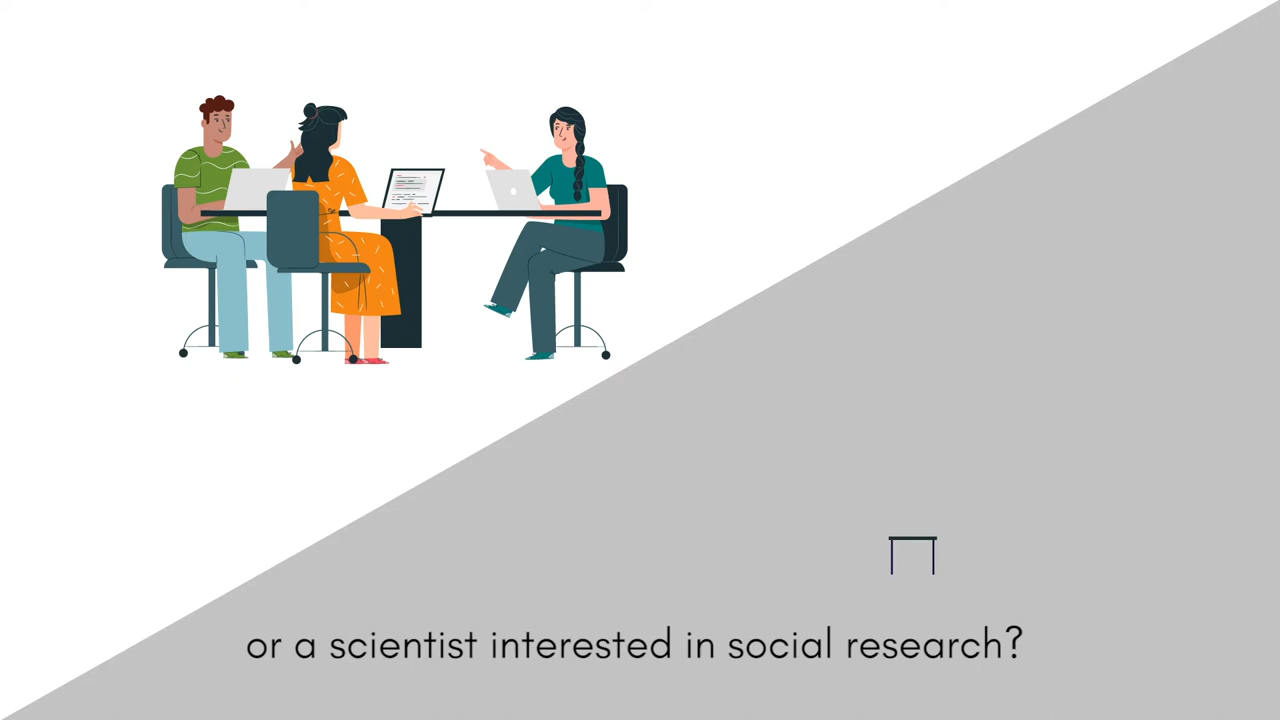 or a scientist interested in social research?